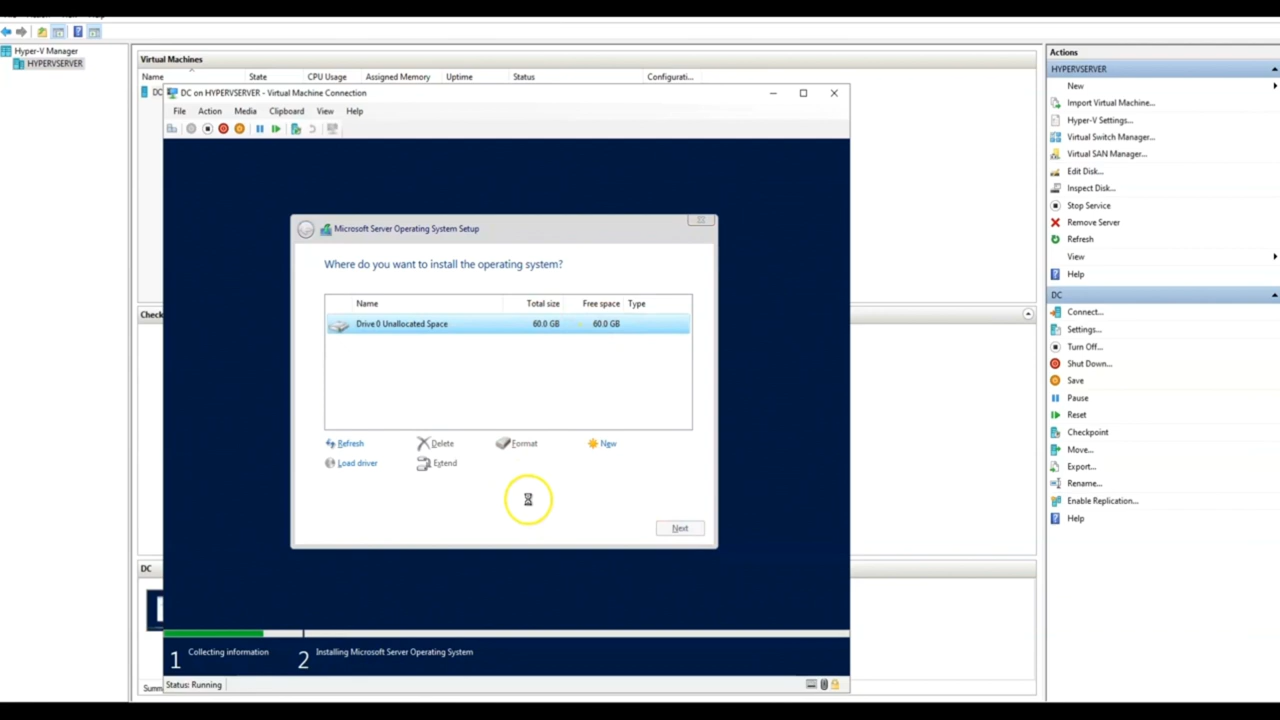 Hyper-V Manager
HYPERVSERVER
Virtual Machines
Name State CPU Usage Assigned Memory Uptime Status Configurati...
DC
DC on HYPERVSERVER - Virtual Machine Connection
File Action Media Clipboard View Help
Microsoft Server Operating System Setup
Where do you want to install the operating system?
Name Total size Free space Type
Drive 0 Unallocated Space 60.0 GB 60.0 GB
Refresh Delete Format New
Load driver Extend
Next
1 Collecting information 2 Installing Microsoft Server Operating System
Status: Running
Check
DC
Summ
Actions
HYPERVSERVER
New
Import Virtual Machine...
Hyper-V Settings...
Virtual Switch Manager...
Virtual SAN Manager...
Edit Disk...
Inspect Disk...
Stop Service
Remove Server
Refresh
View
Help
DC
Connect...
Settings...
Turn Off...
Shut Down...
Save
Pause
Reset
Checkpoint
Move...
Export...
Rename...
Enable Replication...
Help